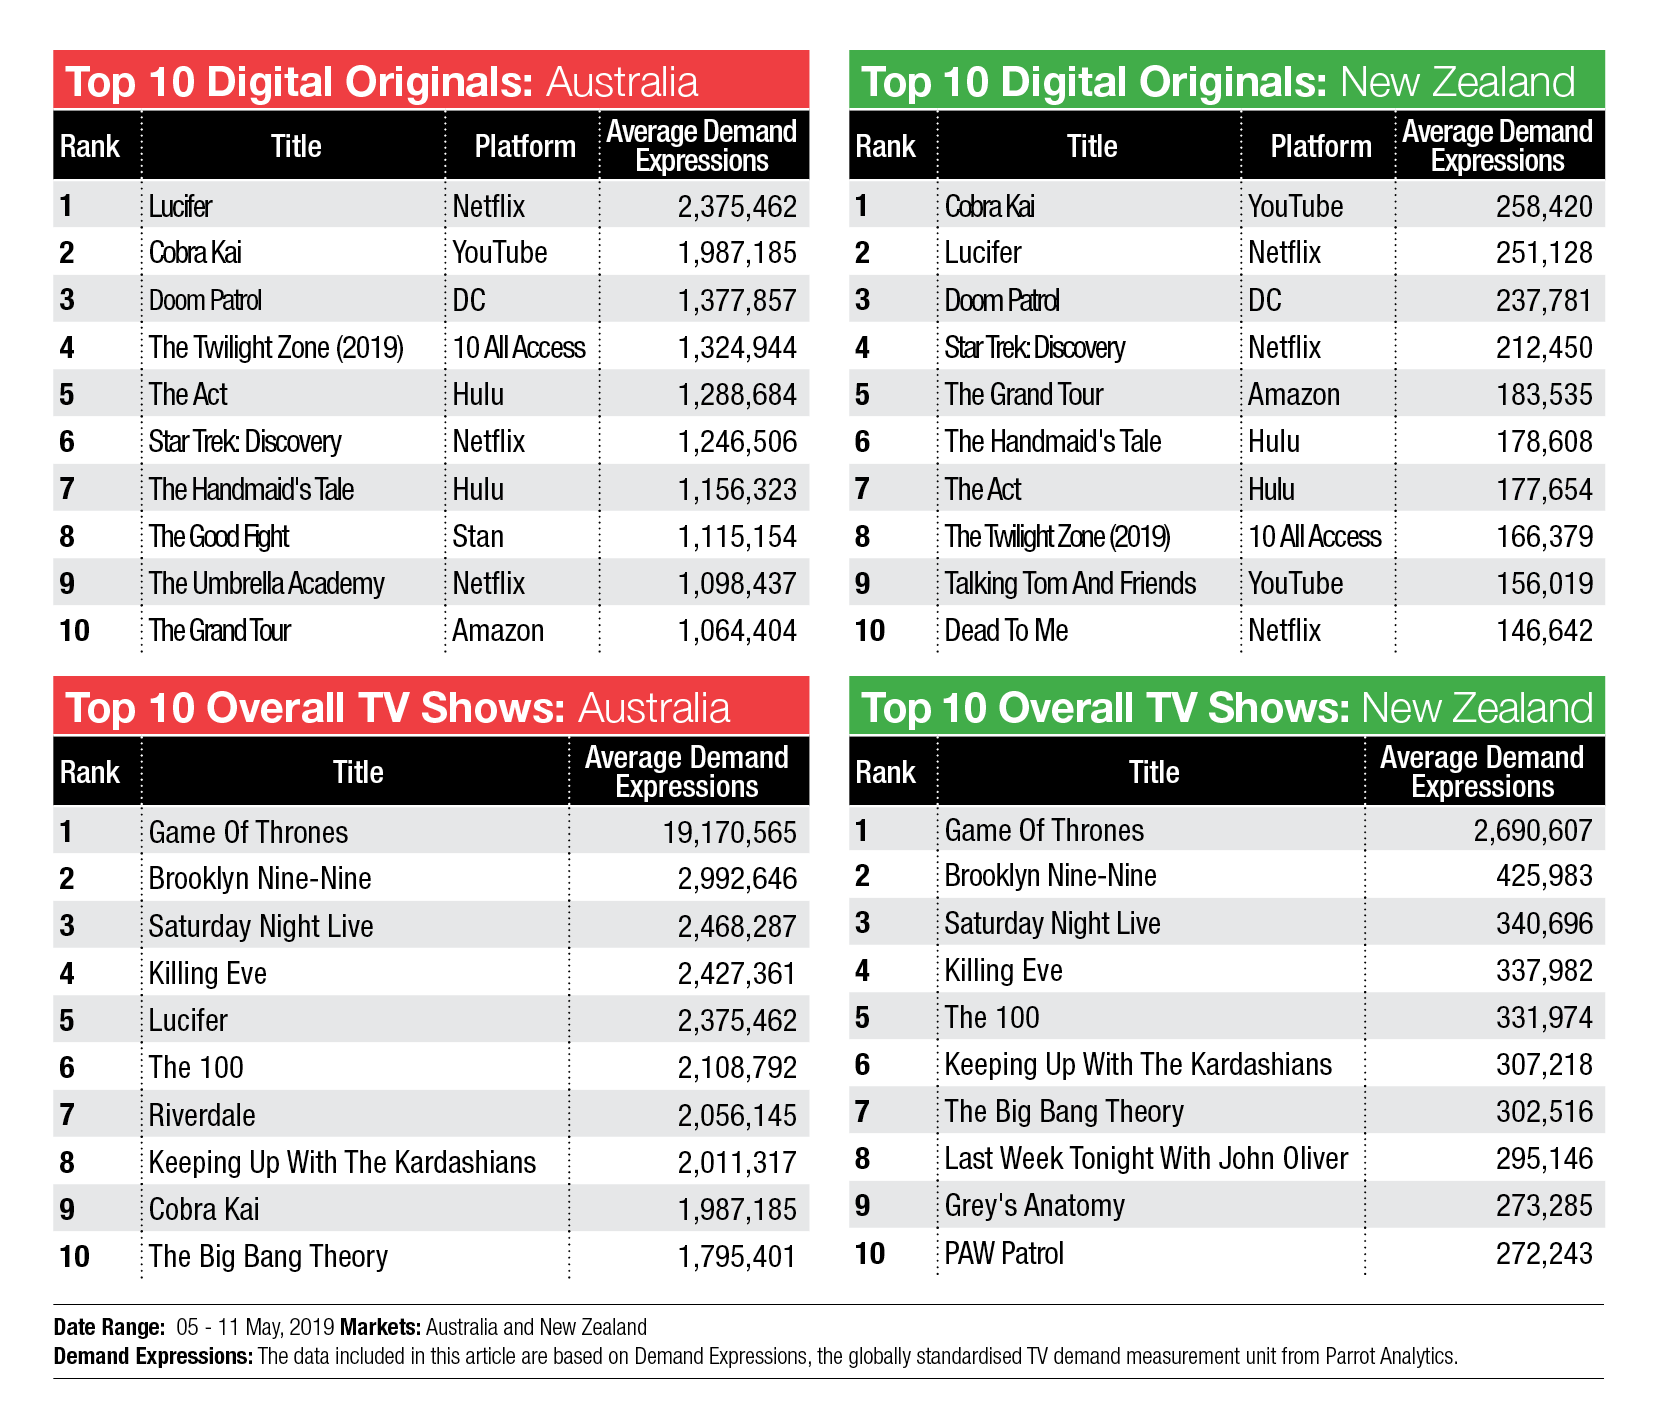 Top 10 Digital Originals: Australia
Rank Title Platform Average Demand Expressions
1 Lucifer Netflix 2,375,462
2 Cobra Kai YouTube 1,987,185
3 Doom Patrol DC 1,377,857
4 The Twilight Zone (2019) 10 All Access 1,324,944
5 The Act Hulu 1,288,684
6 Star Trek: Discovery Netflix 1,246,506
7 The Handmaid's Tale Hulu 1,156,323
8 The Good Fight Stan 1,115,154
9 The Umbrella Academy Netflix 1,098,437
10 The Grand Tour Amazon 1,064,404
Top 10 Digital Originals: New Zealand
Rank Title Platform Average Demand Expressions
1 Cobra Kai YouTube 258,420
2 Lucifer Netflix 251,128
3 Doom Patrol DC 237,781
4 Star Trek: Discovery Netflix 212,450
5 The Grand Tour Amazon 183,535
6 The Handmaid's Tale Hulu 178,608
7 The Act Hulu 177,654
8 The Twilight Zone (2019) 10 All Access 166,379
9 Talking Tom And Friends YouTube 156,019
10 Dead To Me Netflix 146,642
Top 10 Overall TV Shows: Australia
Rank Title Average Demand Expressions
1 Game Of Thrones 19,170,565
2 Brooklyn Nine-Nine 2,992,646
3 Saturday Night Live 2,468,287
4 Killing Eve 2,427,361
5 Lucifer 2,375,462
6 The 100 2,108,792
7 Riverdale 2,056,145
8 Keeping Up With The Kardashians 2,011,317
9 Cobra Kai 1,987,185
10 The Big Bang Theory 1,795,401
Top 10 Overall TV Shows: New Zealand
Rank Title Average Demand Expressions
1 Game Of Thrones 2,690,607
2 Brooklyn Nine-Nine 425,983
3 Saturday Night Live 340,696
4 Killing Eve 337,982
5 The 100 331,974
6 Keeping Up With The Kardashians 307,218
7 The Big Bang Theory 302,516
8 Last Week Tonight With John Oliver 295,146
9 Grey's Anatomy 273,285
10 PAW Patrol 272,243
Date Range: 05 - 11 May, 2019 Markets: Australia and New Zealand
Demand Expressions: The data included in this article are based on Demand Expressions, the globally standardised TV demand measurement unit from Parrot Analytics.